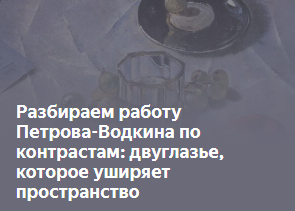 Разбираем работу
Петрова-Водкина по
контрастам: двуглазье,
которое уширяет
пространство